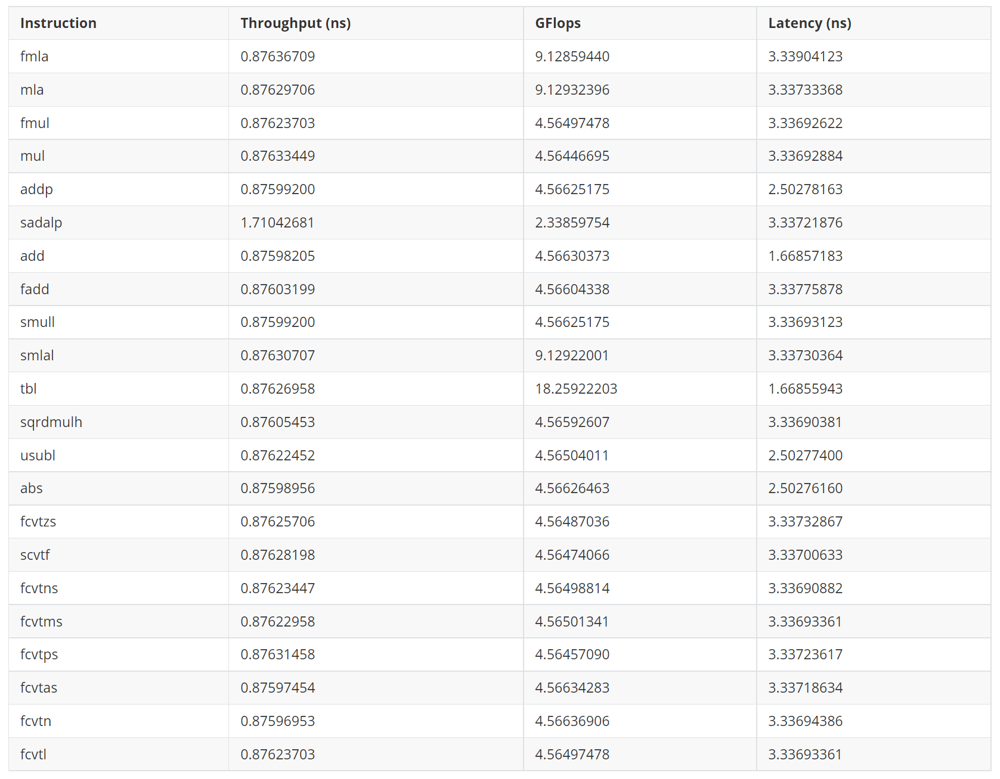 Instruction Throughput (ns) GFlops Latency (ns)
fmla 0.87636709 9.12859440 3.33904123
mla 0.87629706 9.12932396 3.33733368
fmul 0.87623703 4.56497478 3.33692622
mul 0.87633449 4.56446695 3.33692884
addp 0.87599200 4.56625175 2.50278163
sadalp 1.71042681 2.33859754 3.33721876
add 0.87598205 4.56630373 1.66857183
fadd 0.87603199 4.56604338 3.33775878
smull 0.87599200 4.56625175 3.33693123
smlal 0.87630707 9.12922001 3.33730364
tbl 0.87626958 18.25922203 1.66855943
sqrdmulh 0.87605453 4.56592607 3.33690381
usubl 0.87622452 4.56504011 2.50277400
abs 0.87598956 4.56626463 2.50276160
fcvtzs 0.87625706 4.56487036 3.33732867
scvtf 0.87628198 4.56474066 3.33700633
fcvtns 0.87623447 4.56498814 3.33690882
fcvtms 0.87622958 4.56501341 3.33693361
fcvtps 0.87631458 4.56457090 3.33723617
fcvtas 0.87597454 4.56634283 3.33718634
fcvtn 0.87596953 4.56636906 3.33694386
fcvtl 0.87623703 4.56497478 3.33693361